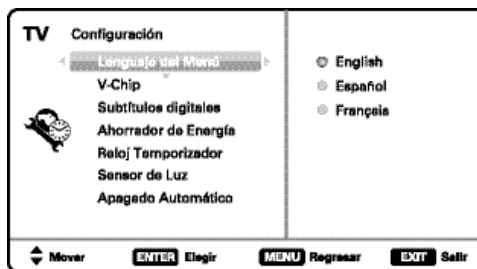 TV Configuración
Lenguaje del Menú
V-Chip
Subtítulos digitales
Ahorrador de Energía
Reloj Temporizador
Sensor de Luz
Apagado Automático
English
Español
Français
Mover ENTER Elegir MENU Regresar EXIT Salir